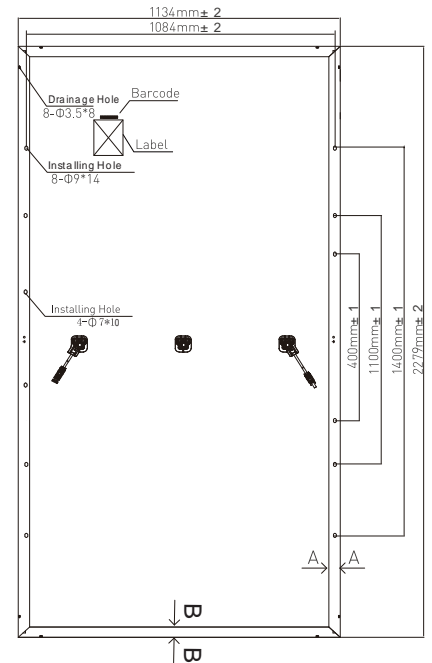 1134mm± 2
1084mm± 2
Barcode
Drainage Hole
8-Φ3.5*8
Label
Installing Hole
8-Φ9*14
Installing Hole
4-Φ7*10
400mm± 1
1100mm± 1
1400mm± 1
2279mm± 2
A A
B
B